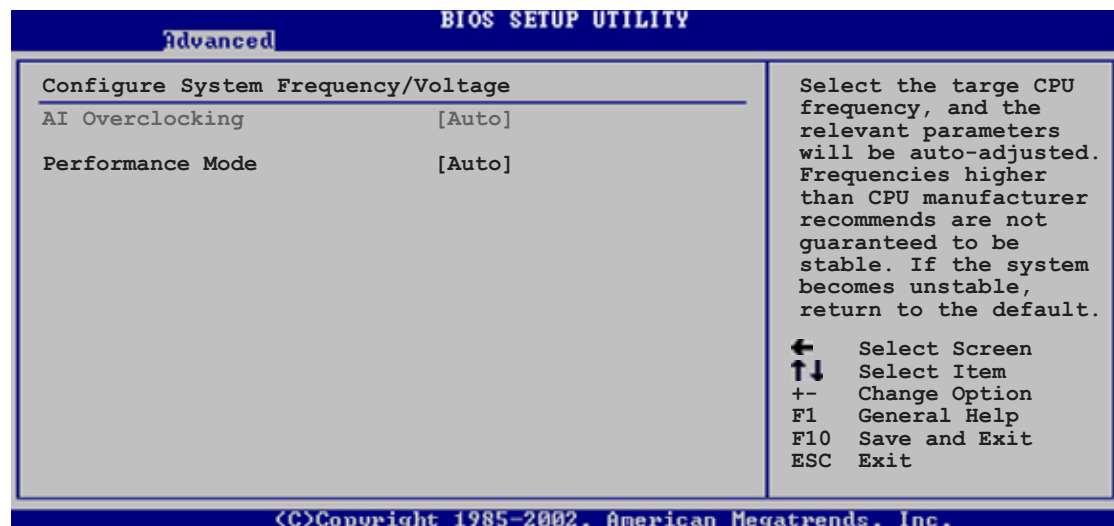 BIOS SETUP UTILITY
Advanced
Configure System Frequency/Voltage
AI Overclocking [Auto]
Performance Mode [Auto]
Select the targe CPU
frequency, and the
relevant parameters
will be auto-adjusted.
Frequencies higher
than CPU manufacturer
recommends are not
guaranteed to be
stable. If the system
becomes unstable,
return to the default.
← Select Screen
↑↓ Select Item
+- Change Option
F1 General Help
F10 Save and Exit
ESC Exit
(C)Copyright 1985-2002, American Megatrends, Inc.